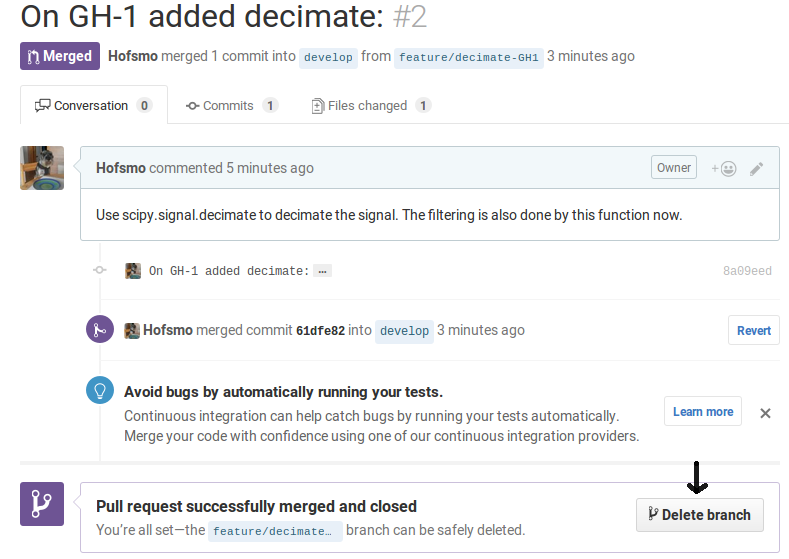 On GH-1 added decimate: #2
Merged Hofsmo merged 1 commit into develop from feature/decimate-GH1 3 minutes ago
Conversation 0 Commits 1 Files changed 1
Hofsmo commented 5 minutes ago Owner +
Use scipy.signal.decimate to decimate the signal. The filtering is also done by this function now.
On GH-1 added decimate: … 8a09eed
Hofsmo merged commit 61dfe82 into develop 3 minutes ago Revert
Avoid bugs by automatically running your tests.
Continuous integration can help catch bugs by running your tests automatically. Learn more
Merge your code with confidence using one of our continuous integration providers.
Pull request successfully merged and closed
You’re all set—the feature/decimate… branch can be safely deleted. Delete branch